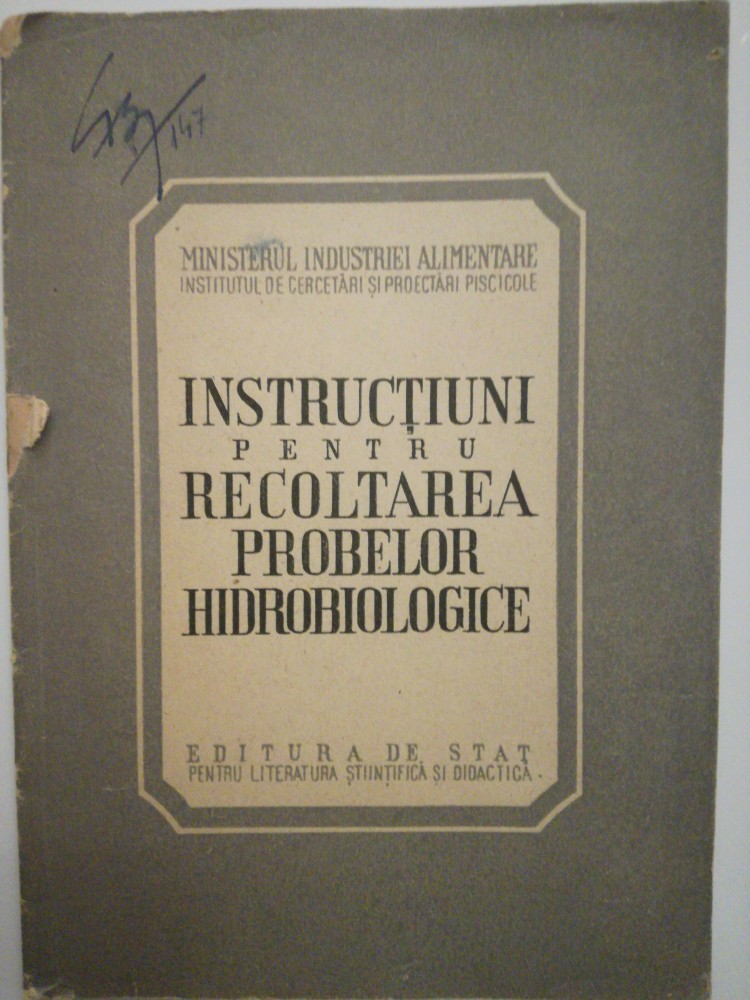 147
MINISTERUL INDUSTRIEI ALIMENTARE
INSTITUTUL DE CERCETĂRI ȘI PROECTĂRI PISCICOLE
INSTRUCȚIUNI
PENTRU
RECOLTAREA
PROBELOR
HIDROBIOLOGICE
EDITURA DE STAT
PENTRU LITERATURA ȘTIINȚIFICĂ ȘI DIDACTICĂ